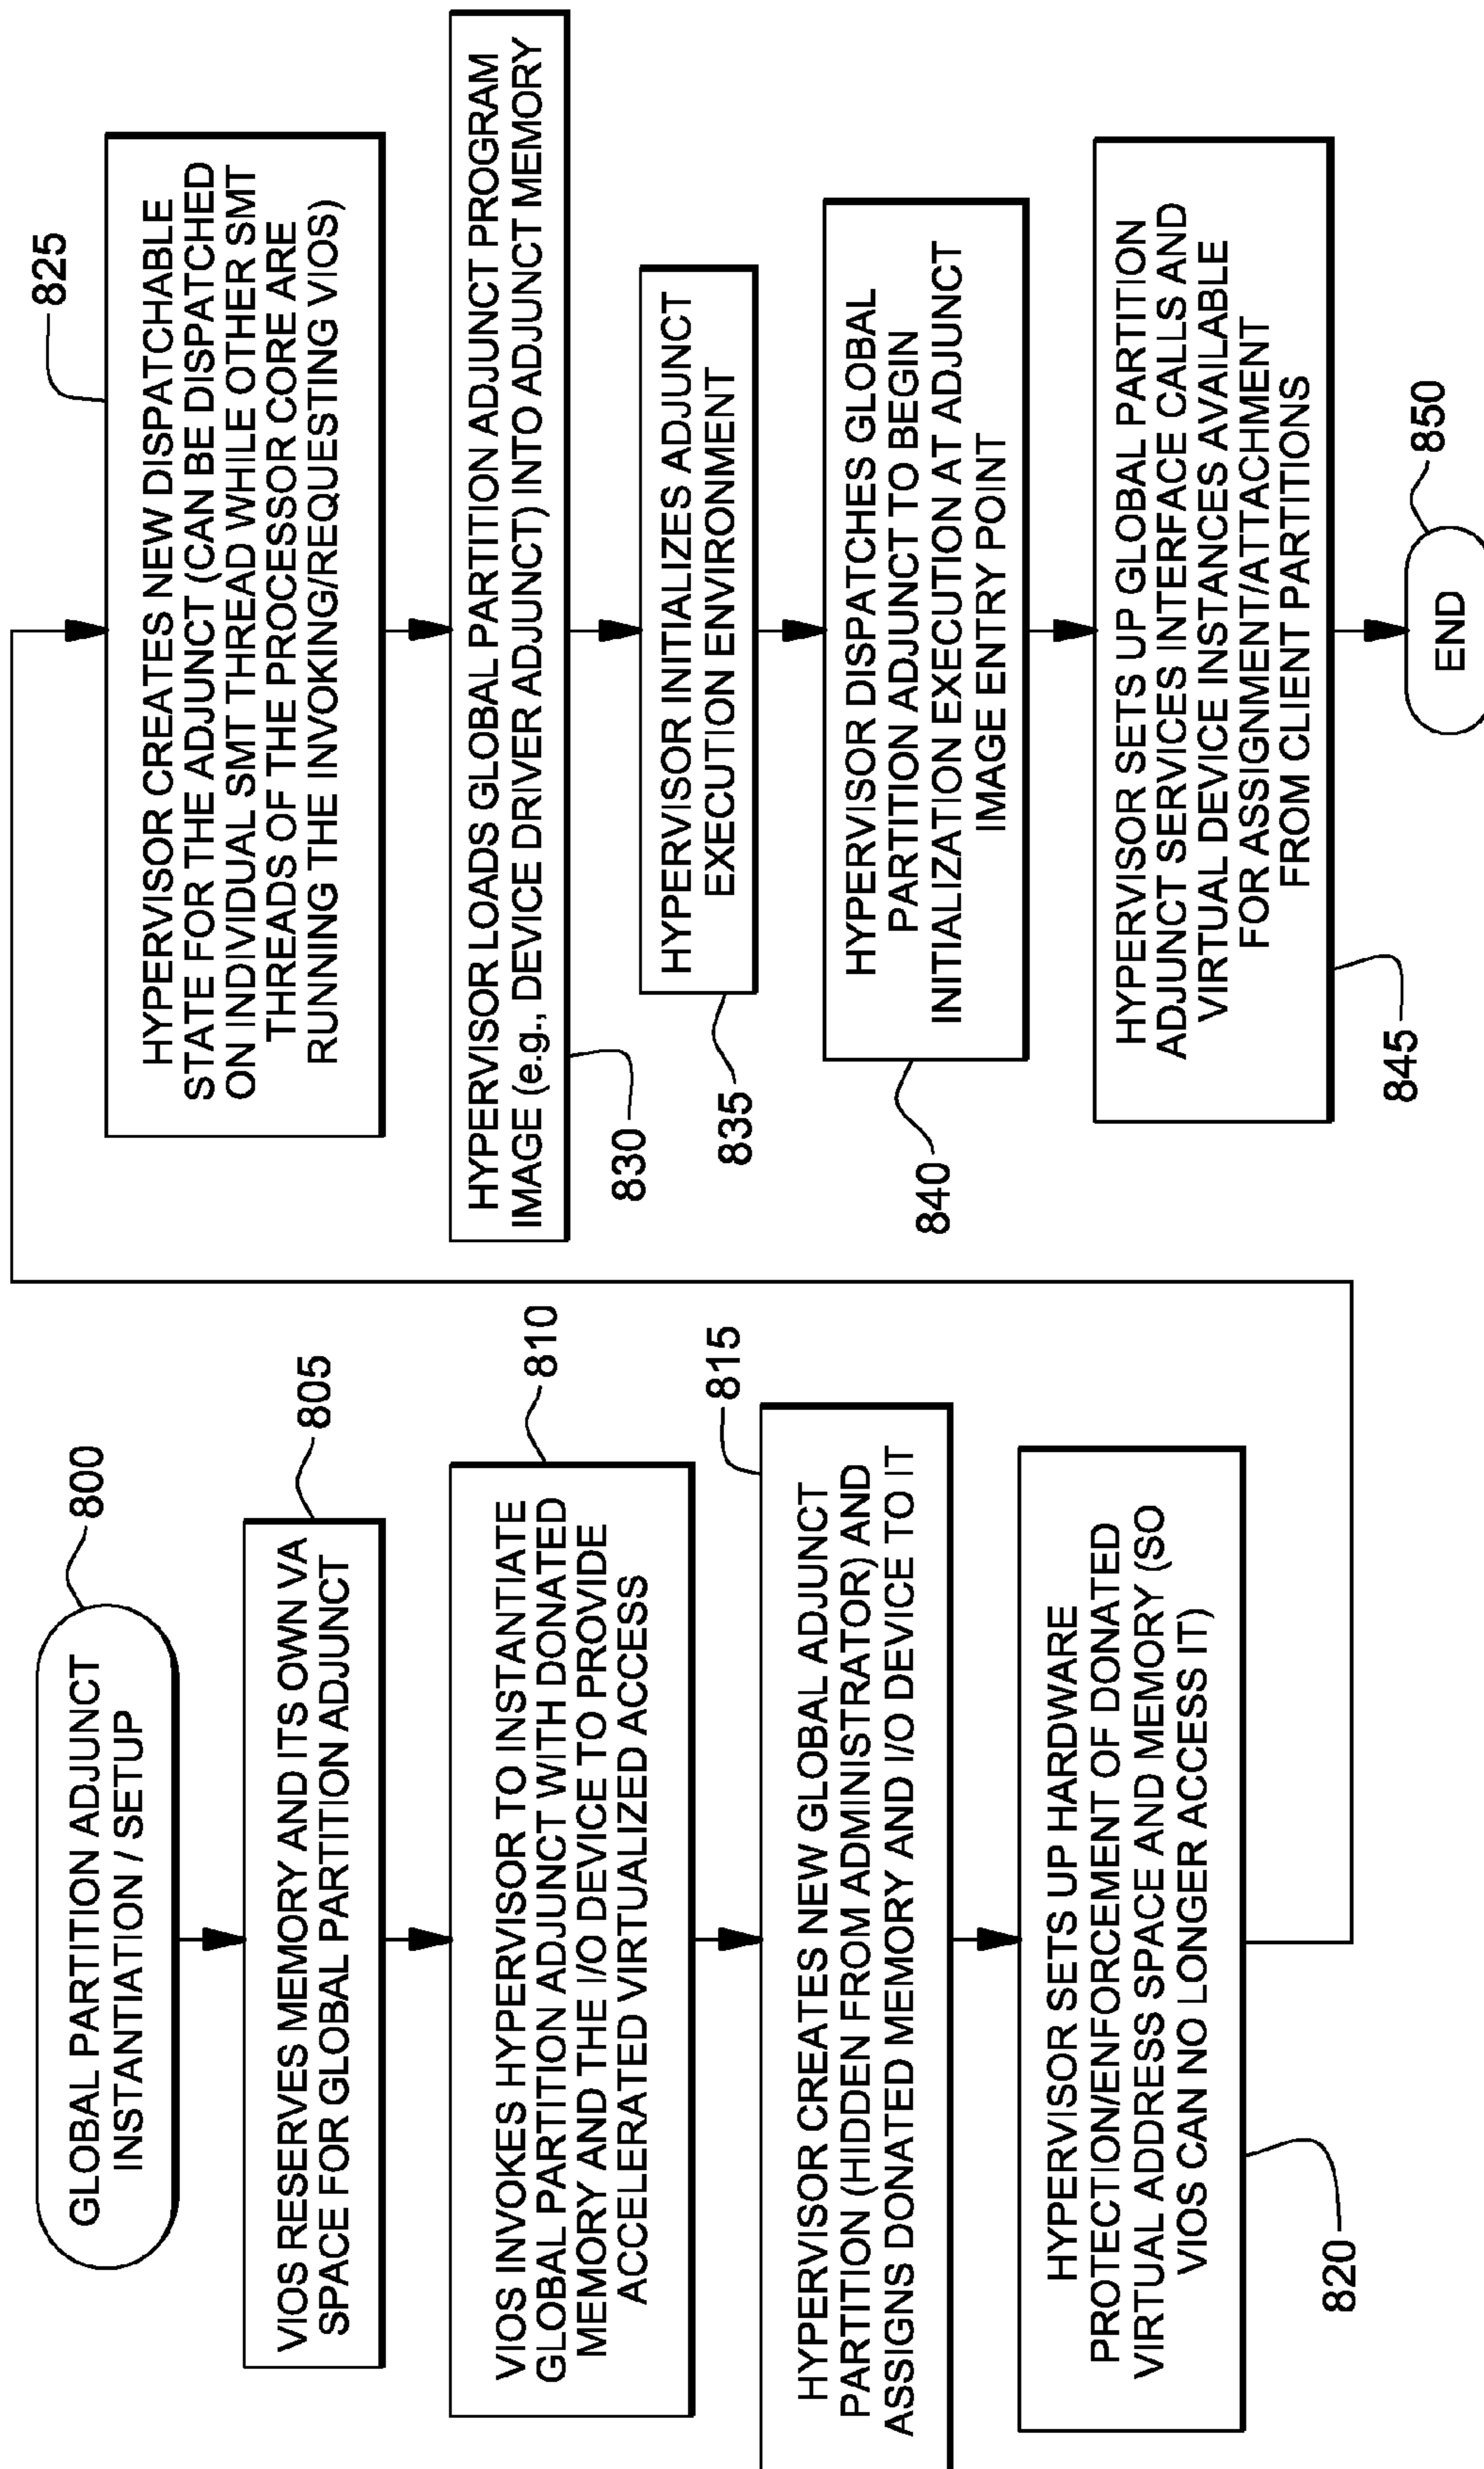 GLOBAL PARTITION ADJUNCT
INSTANTIATION / SETUP
800
VIOS RESERVES MEMORY AND ITS OWN VA
SPACE FOR GLOBAL PARTITION ADJUNCT
805
VIOS INVOKES HYPERVISOR TO INSTANTIATE
GLOBAL PARTITION ADJUNCT WITH DONATED
MEMORY AND THE I/O DEVICE TO PROVIDE
ACCELERATED VIRTUALIZED ACCESS
810
HYPERVISOR CREATES NEW GLOBAL ADJUNCT
PARTITION (HIDDEN FROM ADMINISTRATOR) AND
ASSIGNS DONATED MEMORY AND I/O DEVICE TO IT
815
HYPERVISOR SETS UP HARDWARE
PROTECTION/ENFORCEMENT OF DONATED
VIRTUAL ADDRESS SPACE AND MEMORY (SO
VIOS CAN NO LONGER ACCESS IT)
820
HYPERVISOR CREATES NEW DISPATCHABLE
STATE FOR THE ADJUNCT (CAN BE DISPATCHED
ON INDIVIDUAL SMT THREAD WHILE OTHER SMT
THREADS OF THE PROCESSOR CORE ARE
RUNNING THE INVOKING/REQUESTING VIOS)
825
HYPERVISOR LOADS GLOBAL PARTITION ADJUNCT PROGRAM
IMAGE (e.g., DEVICE DRIVER ADJUNCT) INTO ADJUNCT MEMORY
830
HYPERVISOR INITIALIZES ADJUNCT
EXECUTION ENVIRONMENT
835
HYPERVISOR DISPATCHES GLOBAL
PARTITION ADJUNCT TO BEGIN
INITIALIZATION EXECUTION AT ADJUNCT
IMAGE ENTRY POINT
840
HYPERVISOR SETS UP GLOBAL PARTITION
ADJUNCT SERVICES INTERFACE CALLS AND
VIRTUAL DEVICE INSTANCES AVAILABLE
FOR ASSIGNMENT/ATTACHMENT
FROM CLIENT PARTITIONS
845
END
850